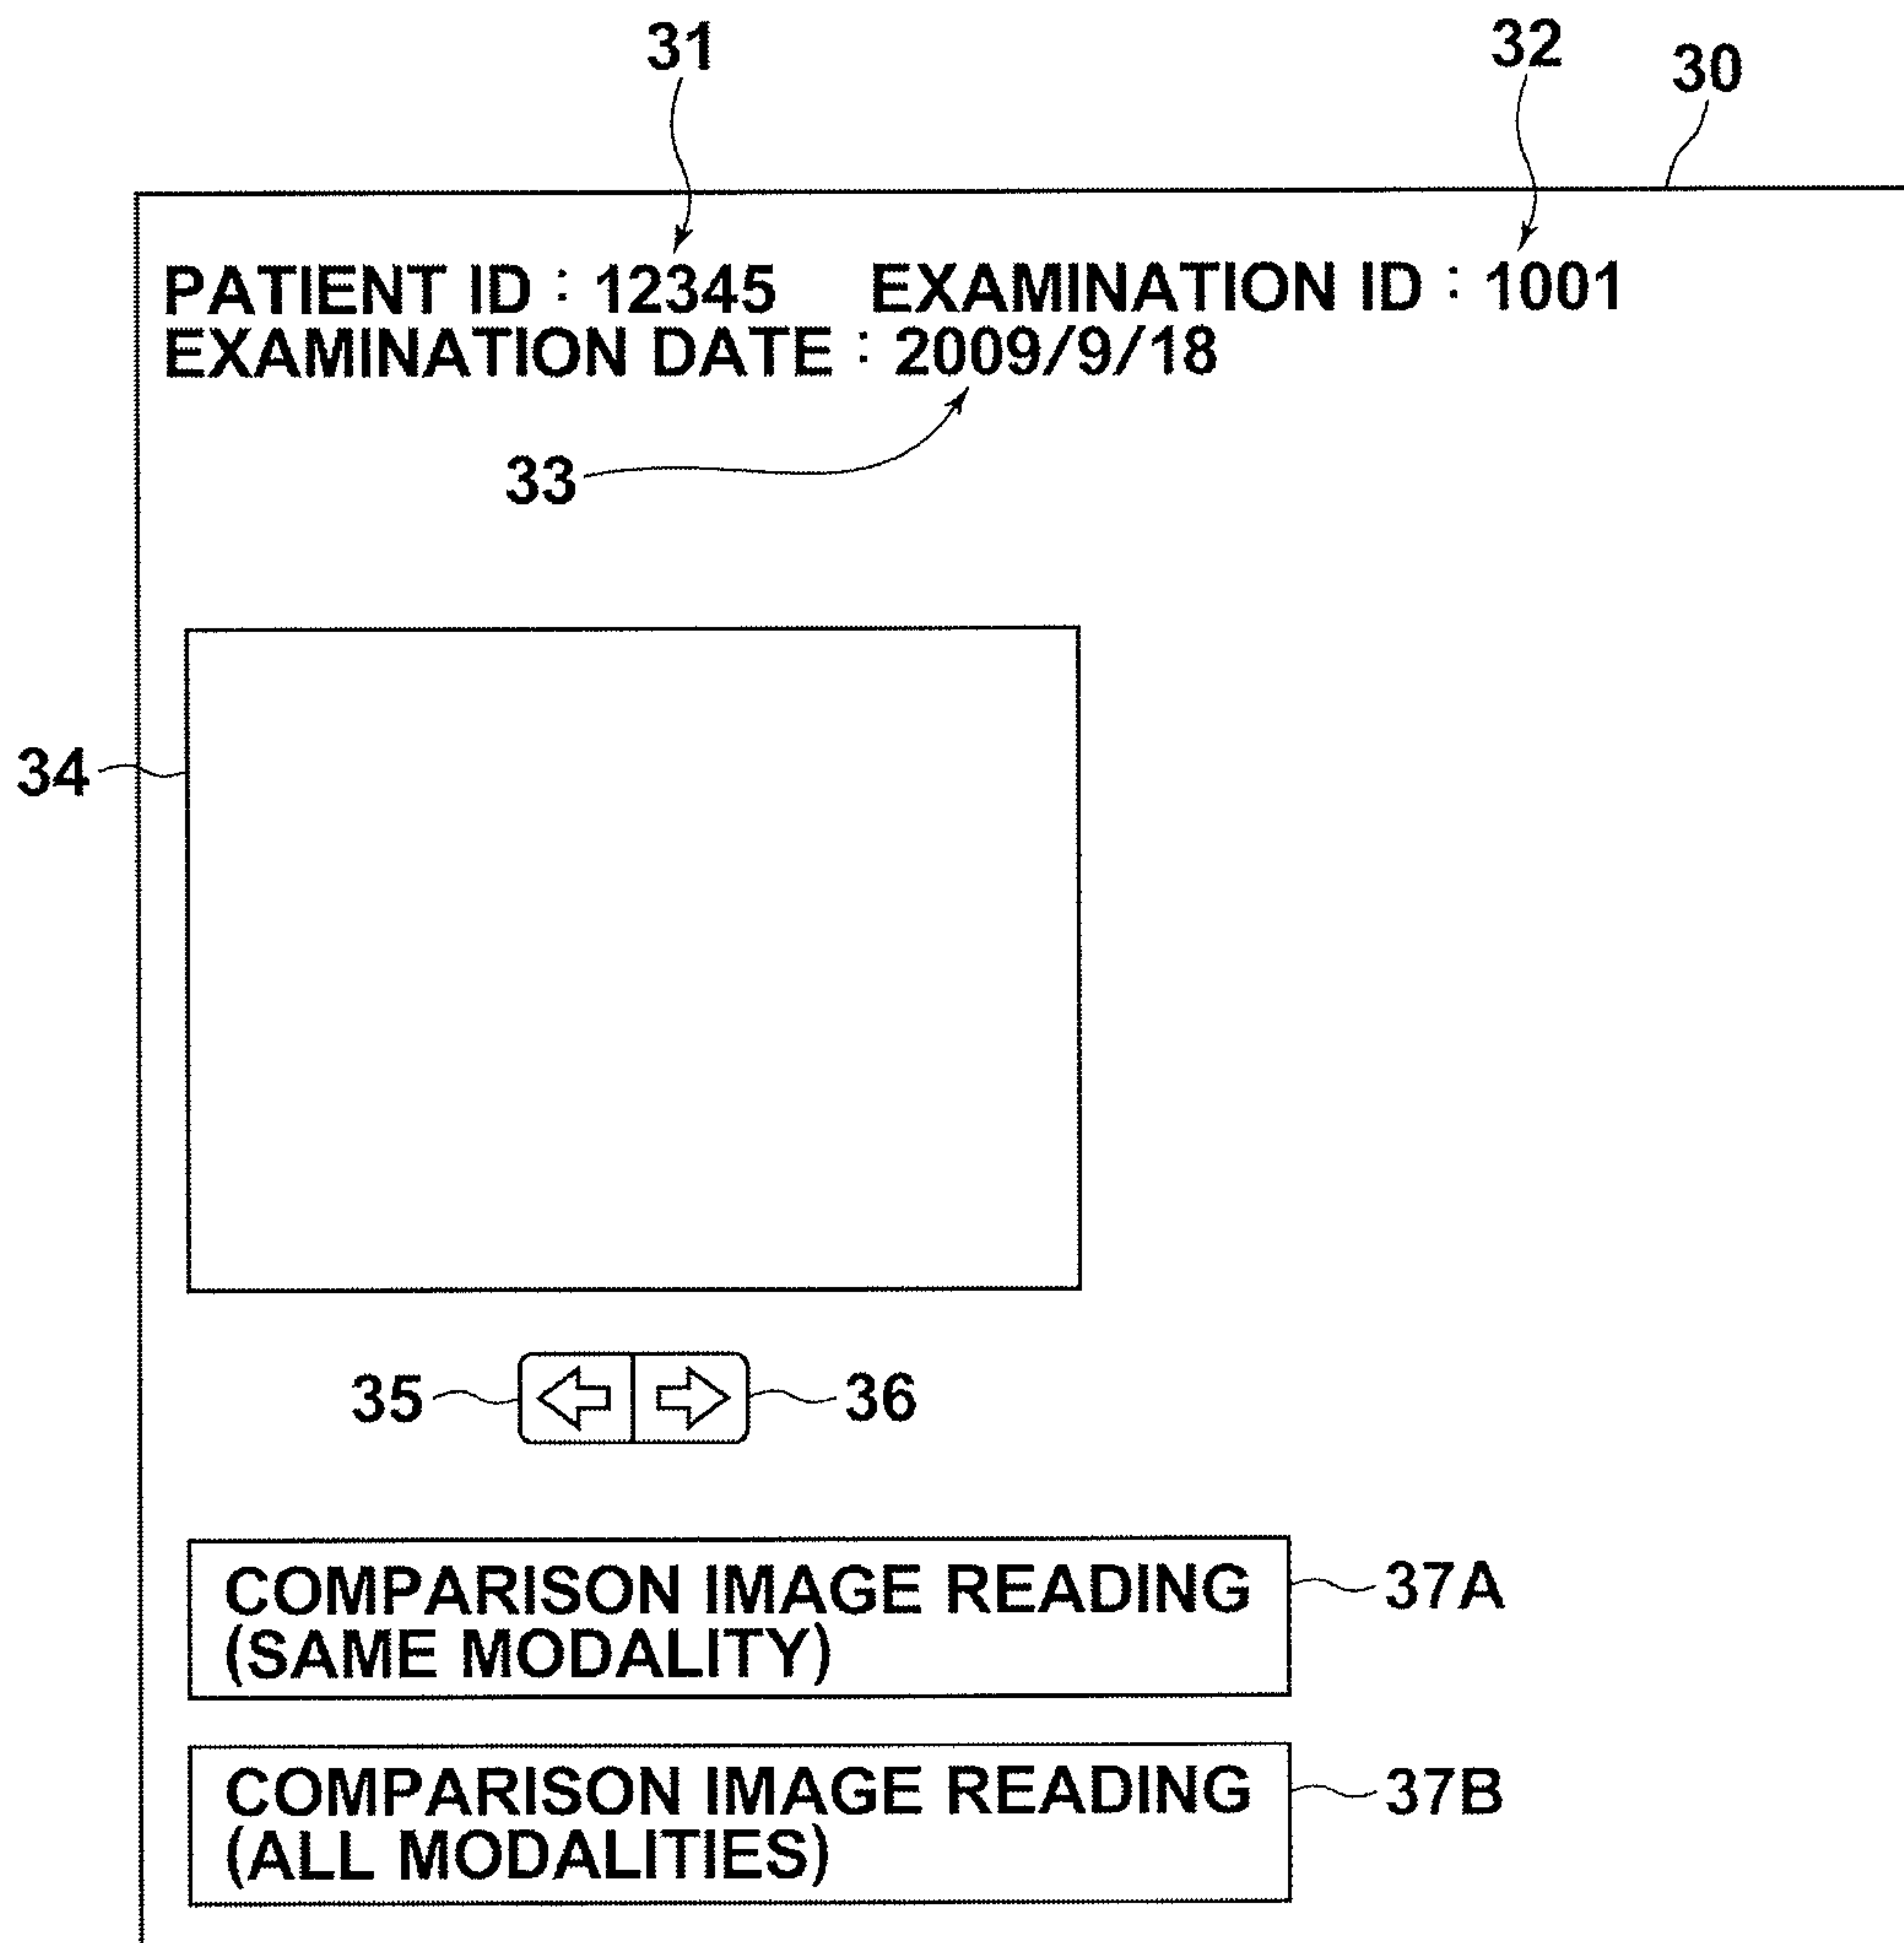 31
32
30
PATIENT ID : 12345 EXAMINATION ID : 1001
EXAMINATION DATE : 2009/9/18
33
34
35
36
COMPARISON IMAGE READING
(SAME MODALITY)
37A
COMPARISON IMAGE READING
(ALL MODALITIES)
37B